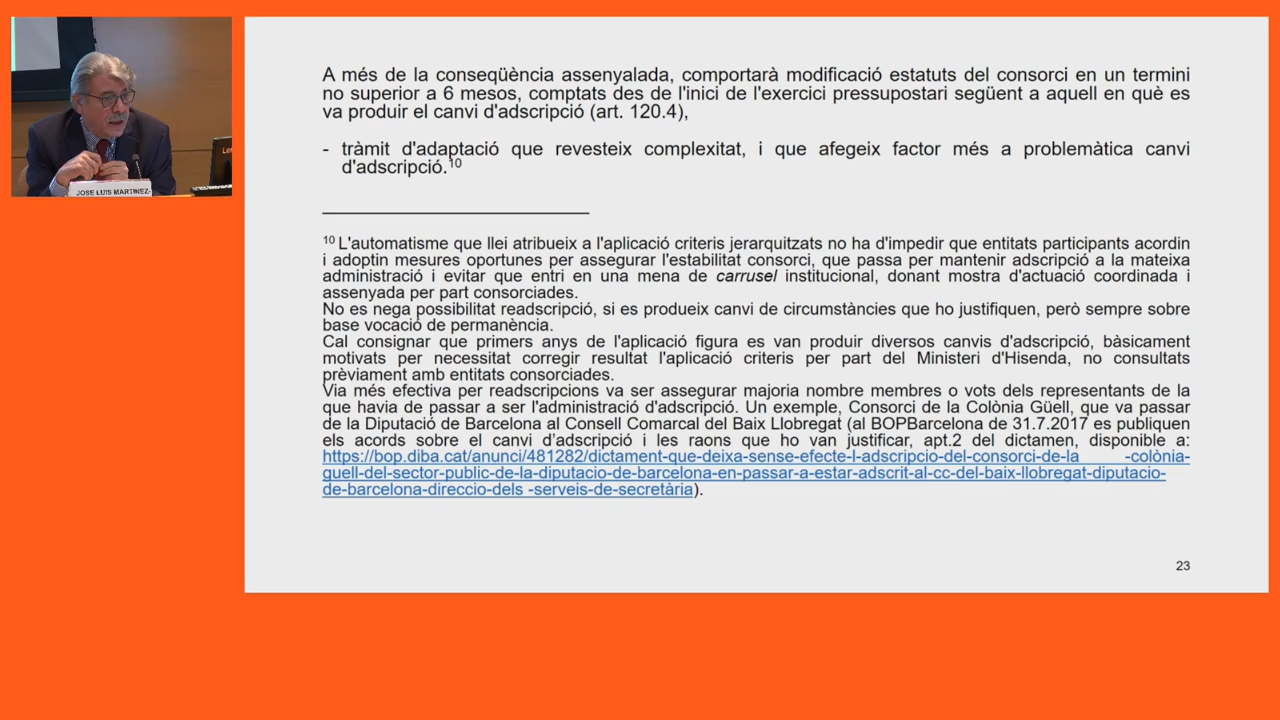 JOSE LUIS MARTINEZ-
A més de la conseqüència assenyalada, comportarà modificació estatuts del consorci en un termini
no superior a 6 mesos, comptats des de l'inici de l'exercici pressupostari següent a aquell en què es
va produir el canvi d'adscripció (art. 120.4),
- tràmit d'adaptació que revesteix complexitat, i que afegeix factor més a problemàtica canvi
d'adscripció.10
10 L'automatisme que llei atribueix a l'aplicació criteris jerarquitzats no ha d'impedir que entitats participants acordin
i adoptin mesures oportunes per assegurar l'estabilitat consorci, que passa per mantenir adscripció a la mateixa
administració i evitar que entri en una mena de carrusel institucional, donant mostra d'actuació coordinada i
assenyada per part consorciades.
No es nega possibilitat readscripció, si es produeix canvi de circumstàncies que ho justifiquen, però sempre sobre
base vocació de permanència.
Cal consignar que primers anys de l'aplicació figura es van produir diversos canvis d'adscripció, bàsicament
motivats per necessitat corregir resultat l'aplicació criteris per part del Ministeri d'Hisenda, no consultats
prèviament amb entitats consorciades.
Via més efectiva per readscripcions va ser assegurar majoria nombre membres o vots dels representants de la
que havia de passar a ser l'administració d'adscripció. Un exemple, Consorci de la Colònia Güell, que va passar
de la Diputació de Barcelona al Consell Comarcal del Baix Llobregat (al BOPBarcelona de 31.7.2017 es publiquen
els acords sobre el canvi d'adscripció i les raons que ho van justificar, apt.2 del dictamen, disponible a:
https://bop.diba.cat/anunci/481282/dictament-que-deixa-sense-efecte-l-adscripcio-del-consorci-de-la -colònia-
guell-del-sector-public-de-la-diputacio-de-barcelona-en-passar-a-estar-adscrit-al-cc-del-baix-llobregat-diputacio-
de-barcelona-direccio-dels -serveis-de-secretària).
23